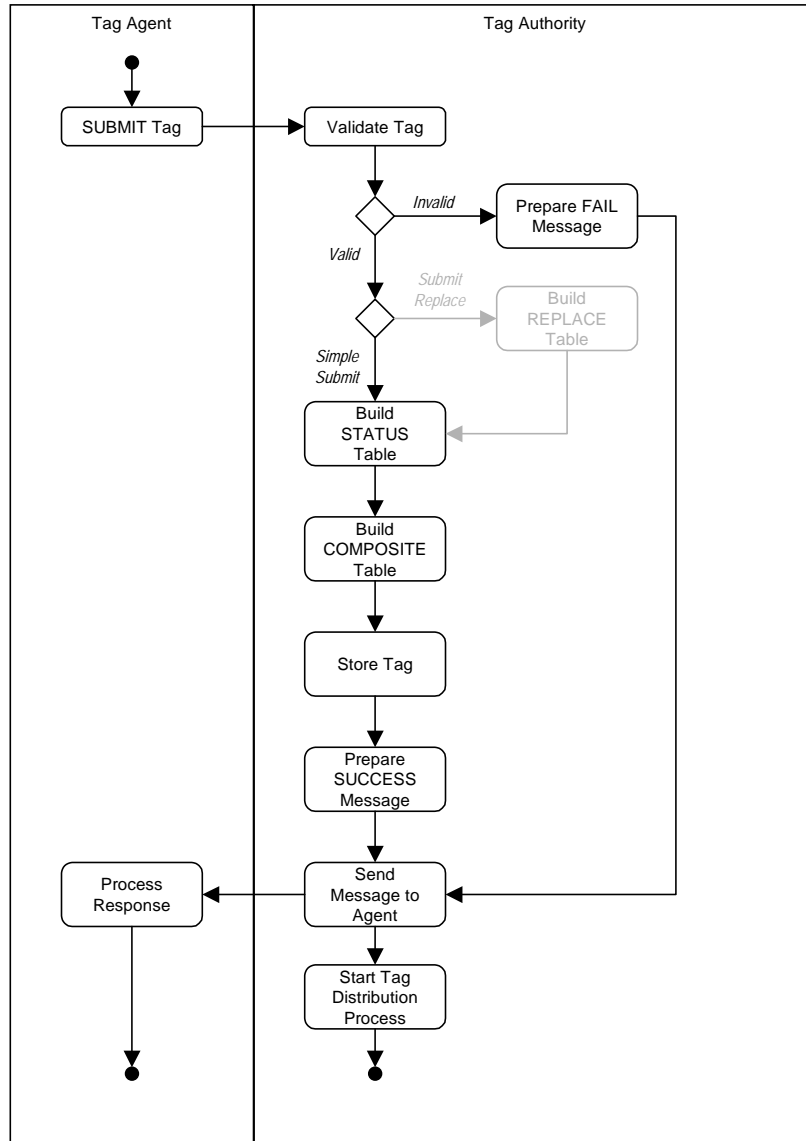 Tag Agent
Tag Authority
SUBMIT Tag
Validate Tag
Invalid
Prepare FAIL
Message
Valid
Submit
Replace
Build
REPLACE
Table
Simple
Submit
Build
STATUS
Table
Build
COMPOSITE
Table
Store Tag
Prepare
SUCCESS
Message
Process
Response
Send
Message to
Agent
Start Tag
Distribution
Process